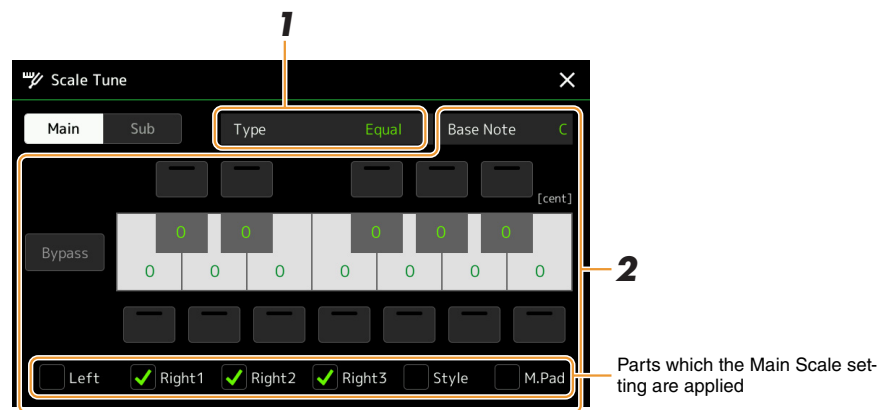 1
Scale Tune
Main Sub Type Equal Base Note C
[cent]
0 0 0 0 0
Bypass
0 0 0 0 0 0 0
2
Left Right1 Right2 Right3 Style M.Pad
Parts which the Main Scale set-
ting are applied